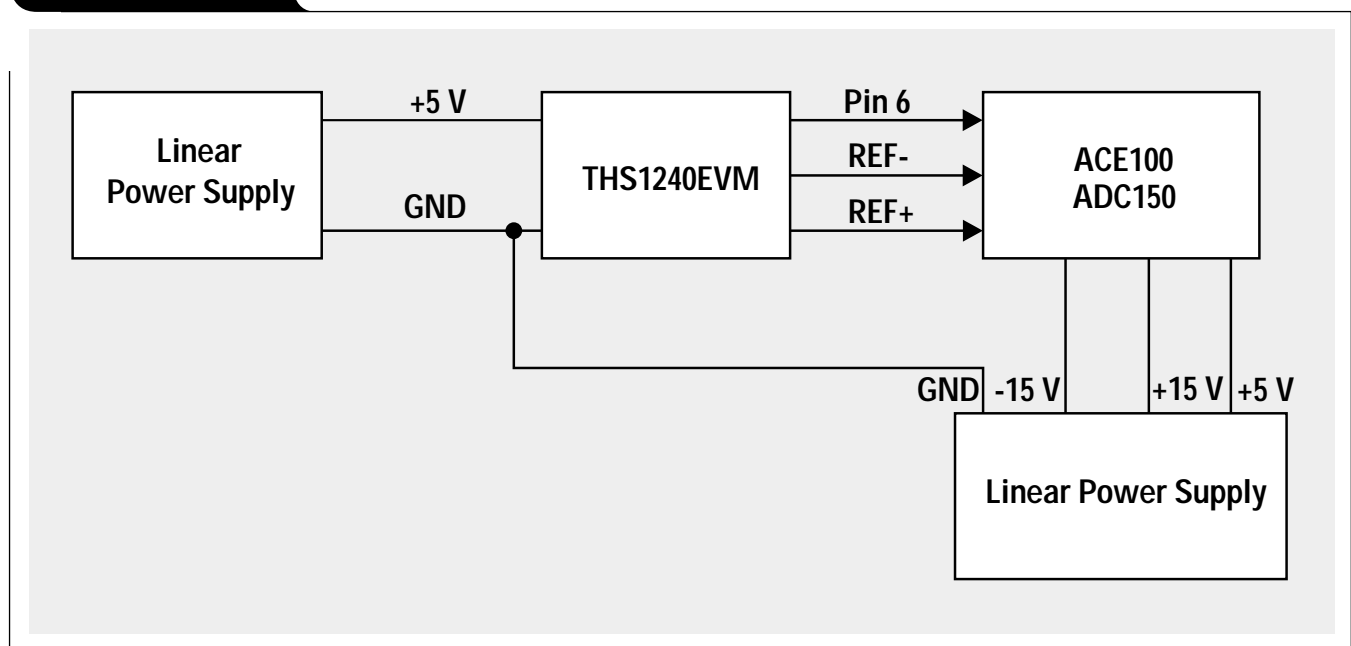 +5 V
Pin 6
Linear
Power Supply
THS1240EVM
REF-
ACE100
ADC150
GND
REF+
GND
-15 V
+15 V
+5 V
Linear Power Supply